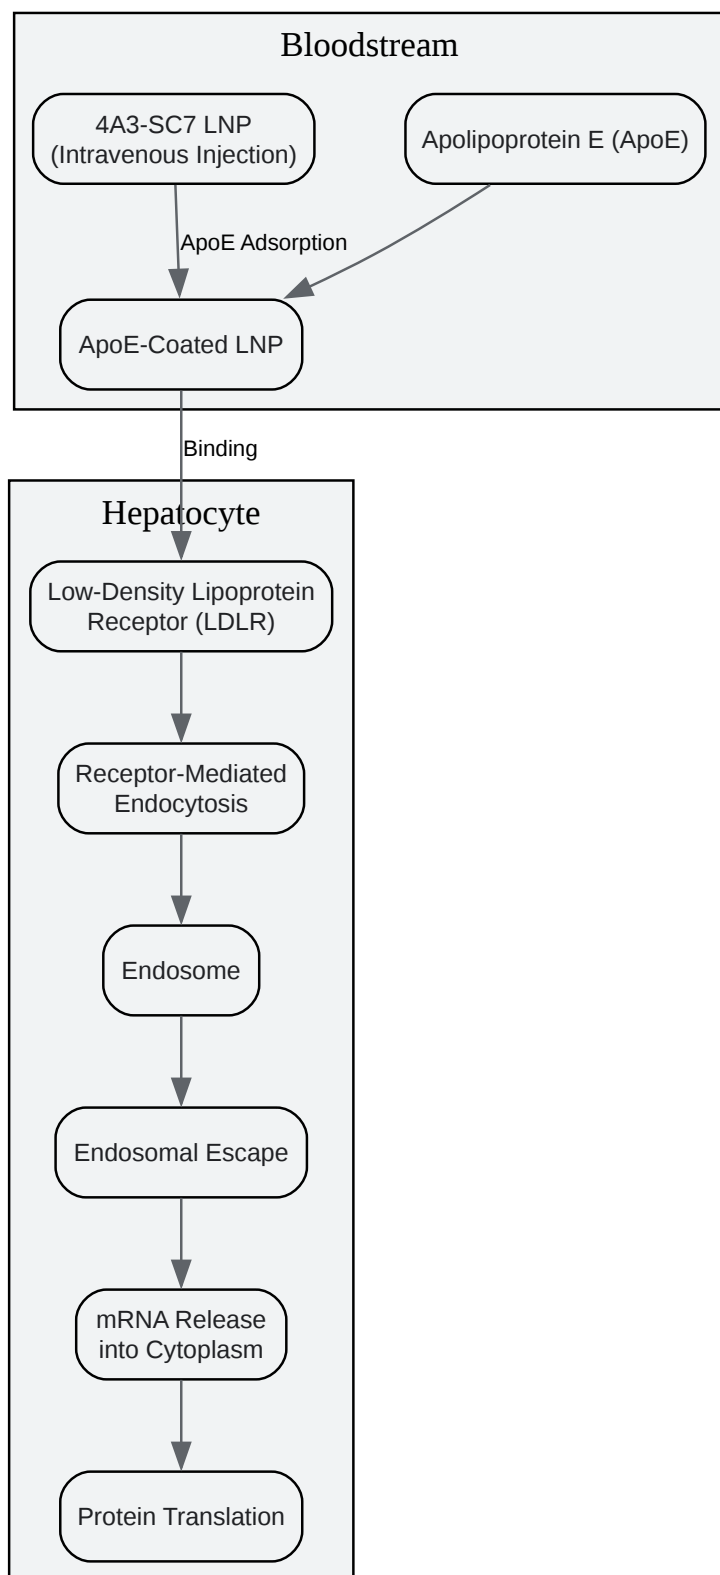 Bloodstream
4A3-SC7 LNP
(Intravenous Injection)
Apolipoprotein E (ApoE)
ApoE Adsorption
ApoE-Coated LNP
Binding
Hepatocyte
Low-Density Lipoprotein
Receptor (LDLR)
Receptor-Mediated
Endocytosis
Endosome
Endosomal Escape
mRNA Release
into Cytoplasm
Protein Translation